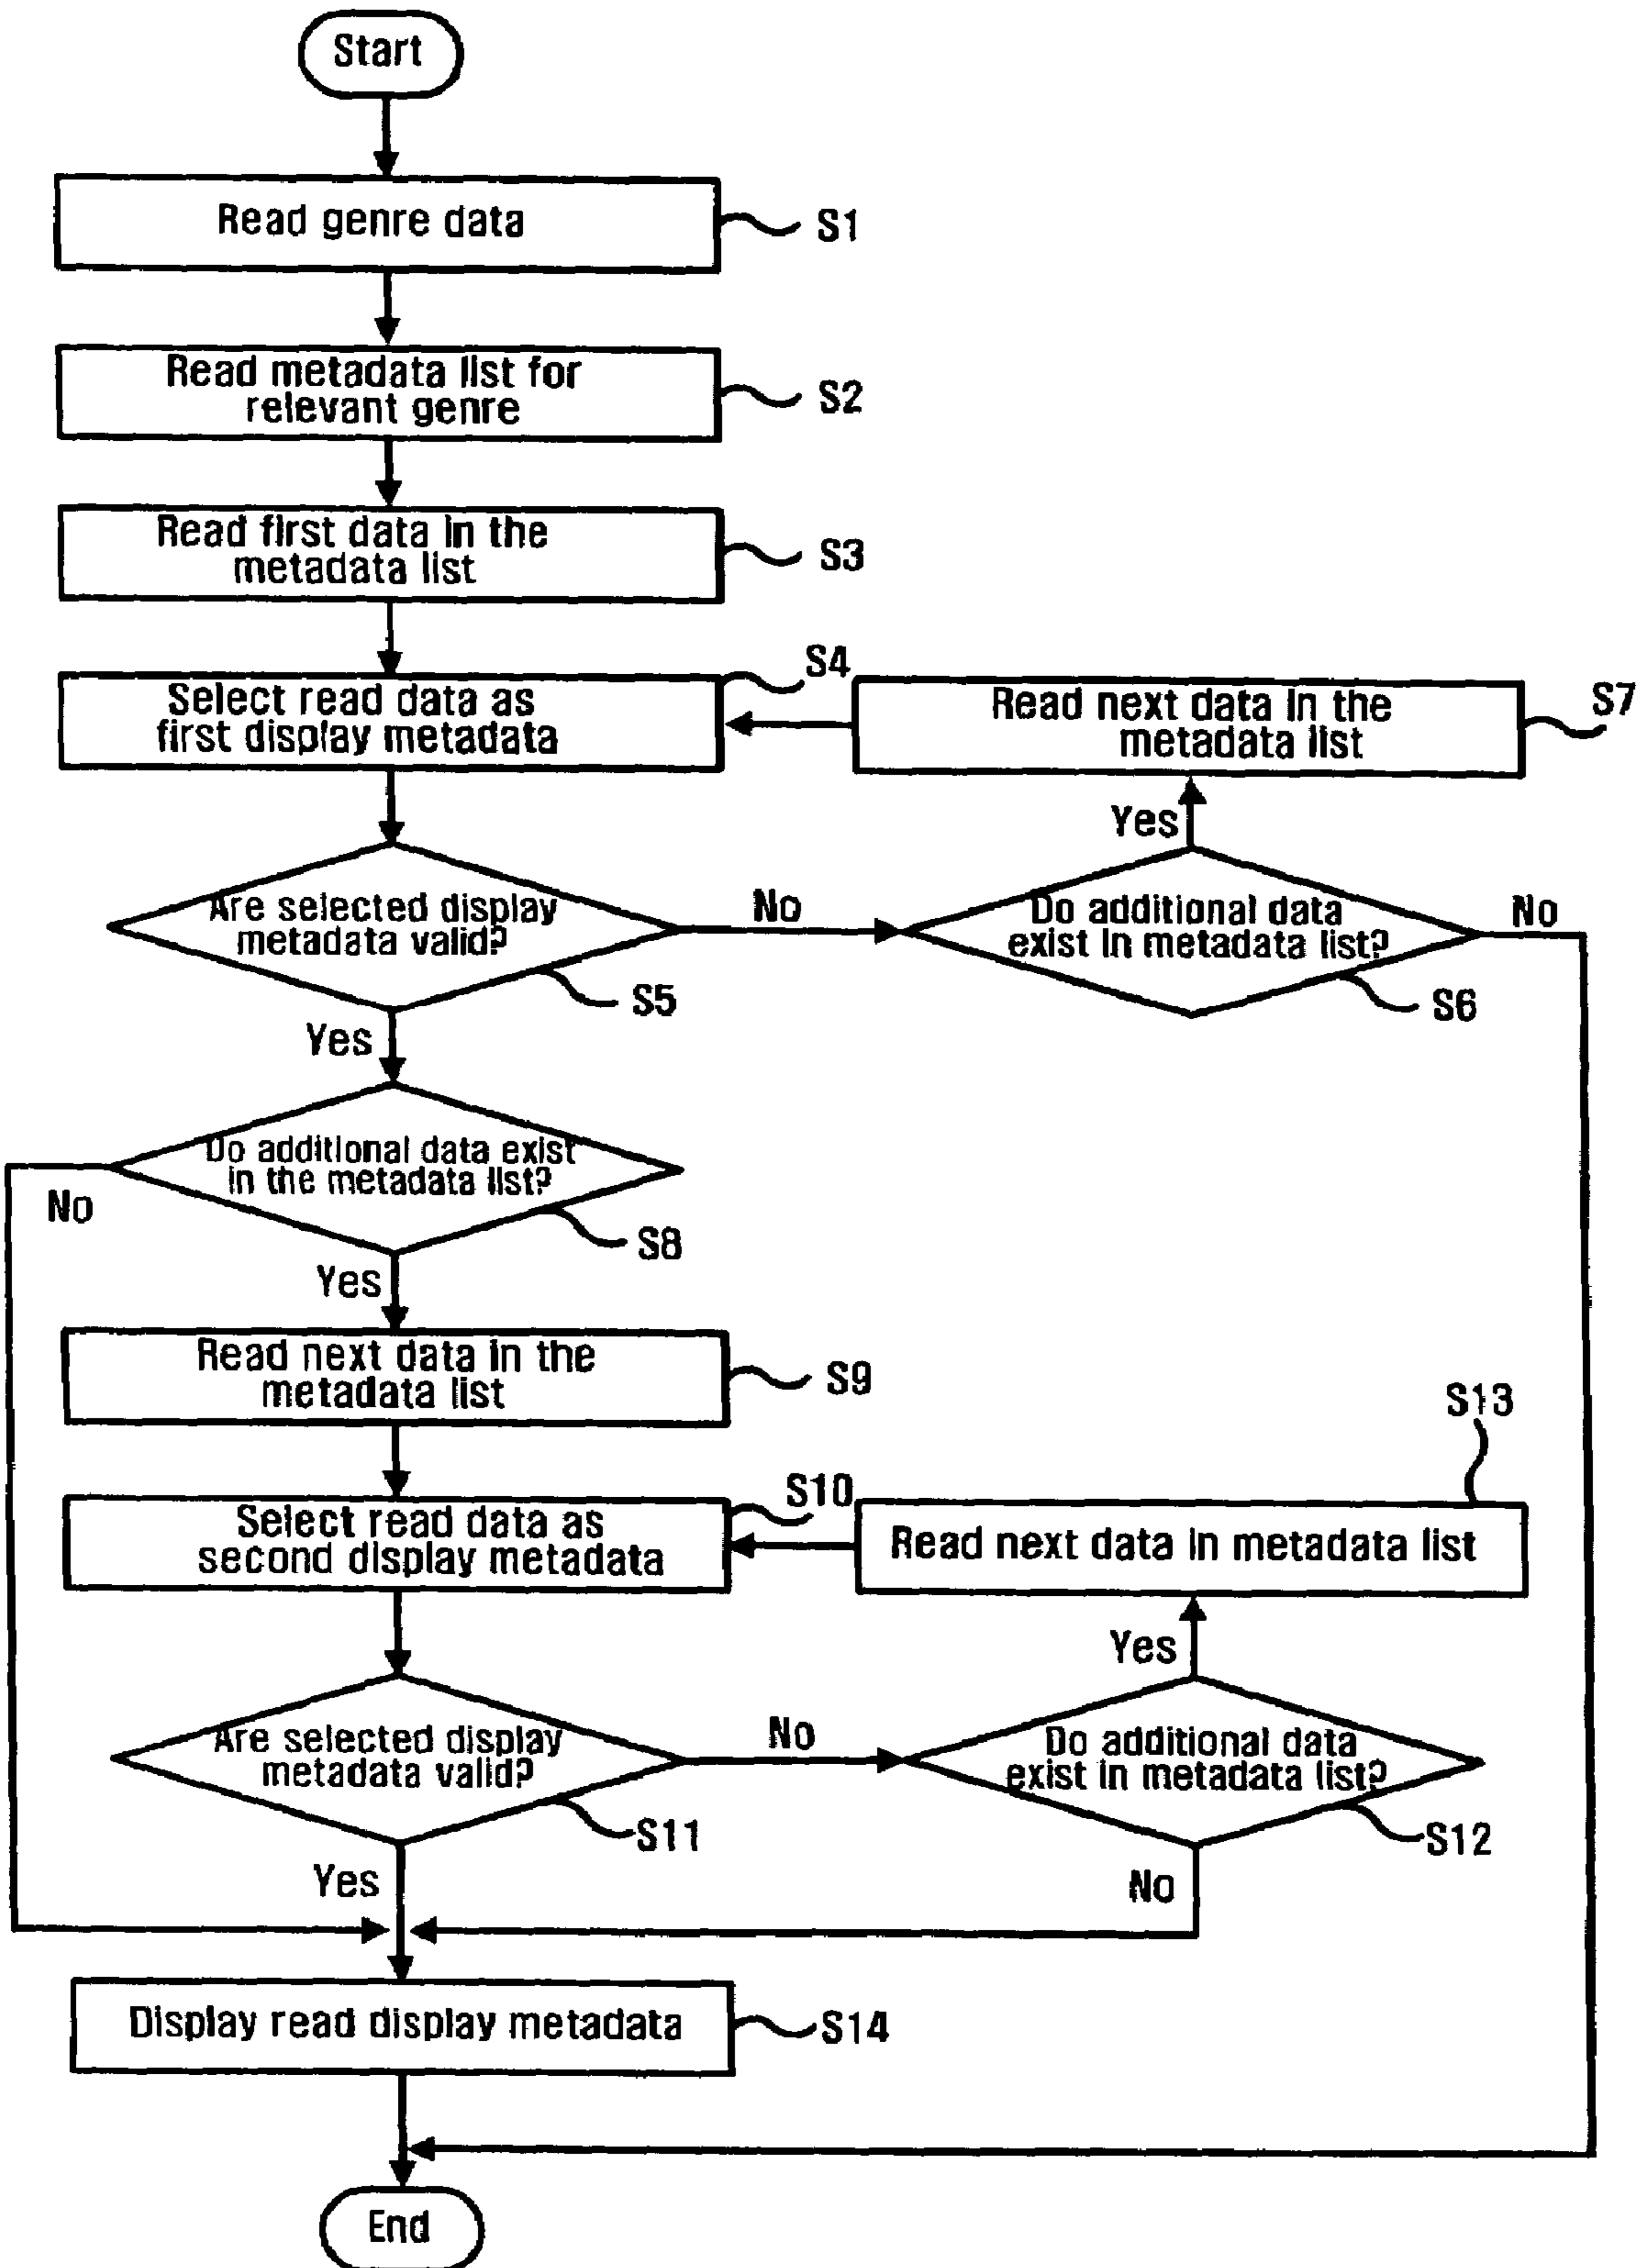 Start
Read genre data
S1
Read metadata list for
relevant genre
S2
Read first data in the
metadata list
S3
Select read data as
first display metadata
S4
Read next data in the
metadata list
S7
Yes
Are selected display
metadata valid?
S5
No
Do additional data
exist in metadata list?
S6
No
Yes
Do additional data exist
in the metadata list?
S8
No
Yes
Read next data in the
metadata list
S9
S13
Select read data as
second display metadata
S10
Read next data in metadata list
Yes
Are selected display
metadata valid?
S11
No
Do additional data
exist in metadata list?
S12
Yes
No
Display read display metadata
S14
End